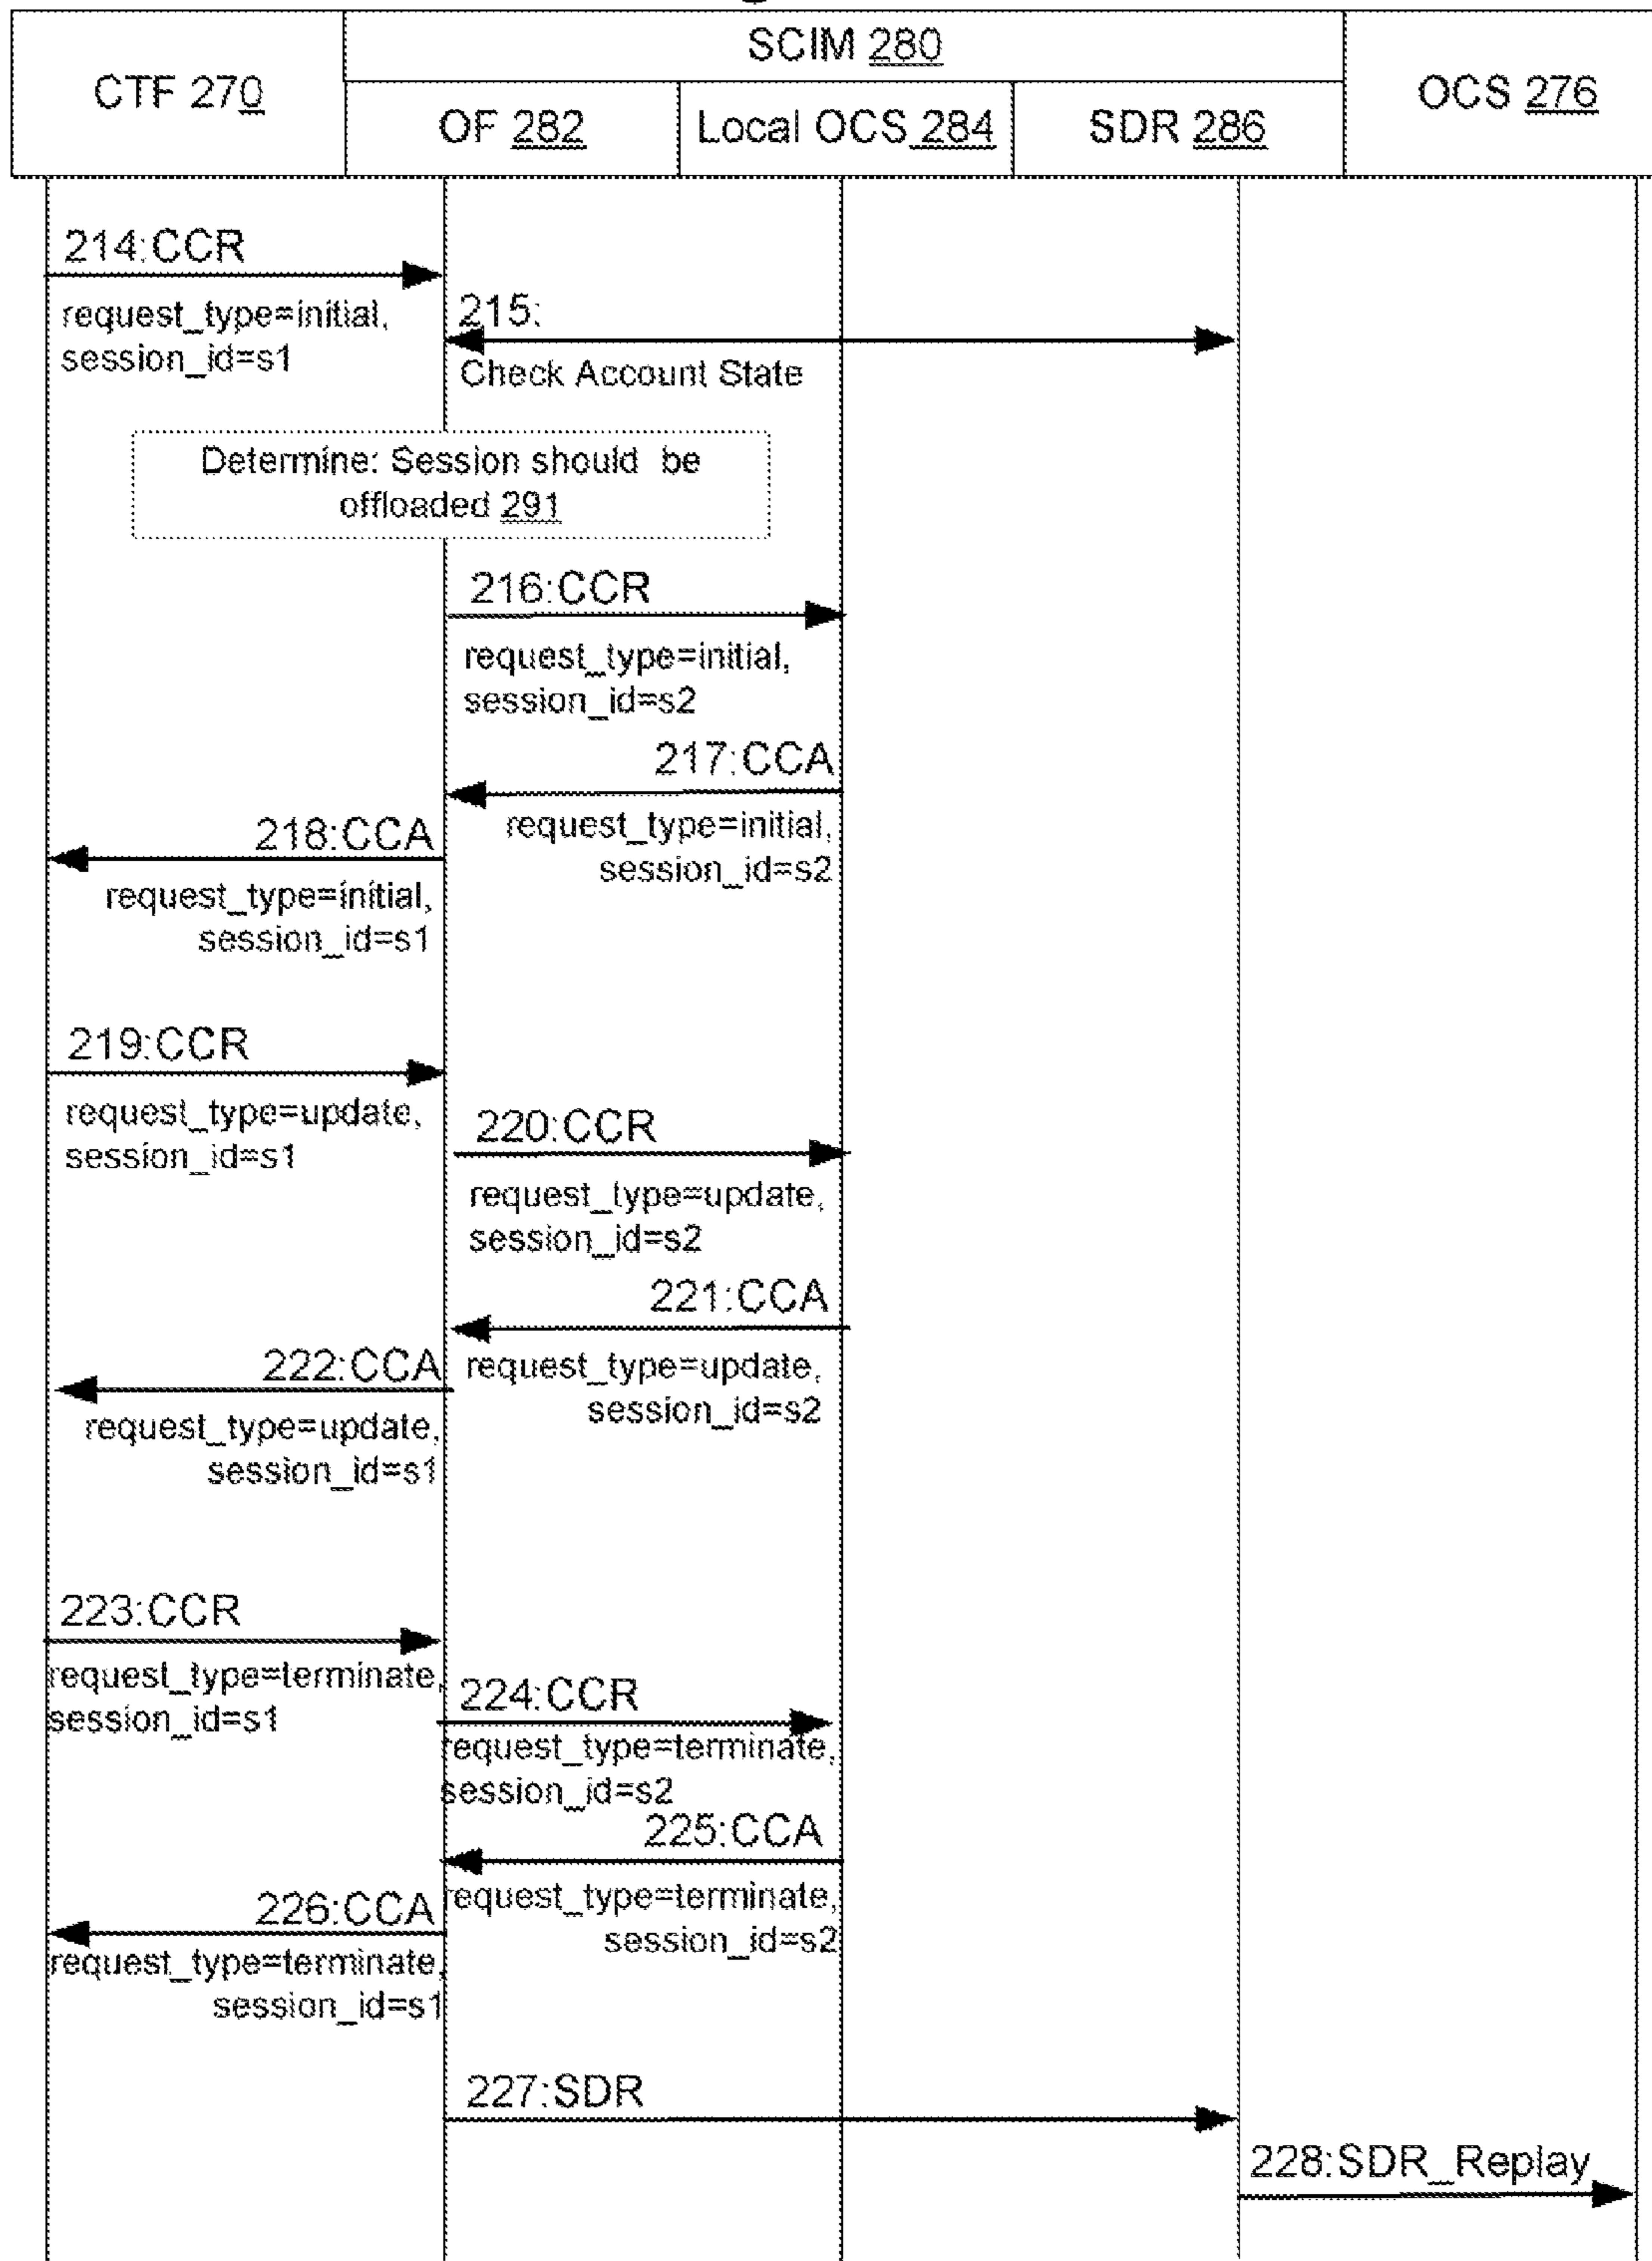 SCIM 280
CTF 270
OCS 276
OF 282
Local OCS 284
SDR 286
214:CCR
request_type=initial,
session_id=s1
215:
Check Account State
Determine: Session should be
offloaded 291
216:CCR
request_type=initial,
session_id=s2
217:CCA
request_type=initial,
session_id=s2
218:CCA
request_type=initial,
session_id=s1
219:CCR
request_type=update,
session_id=s1
220:CCR
request_type=update,
session_id=s2
221:CCA
request_type=update,
session_id=s2
222:CCA
request_type=update,
session_id=s1
223:CCR
request_type=terminate,
session_id=s1
224:CCR
request_type=terminate,
session_id=s2
225:CCA
request_type=terminate,
session_id=s2
226:CCA
request_type=terminate,
session_id=s1
227:SDR
228:SDR_Replay